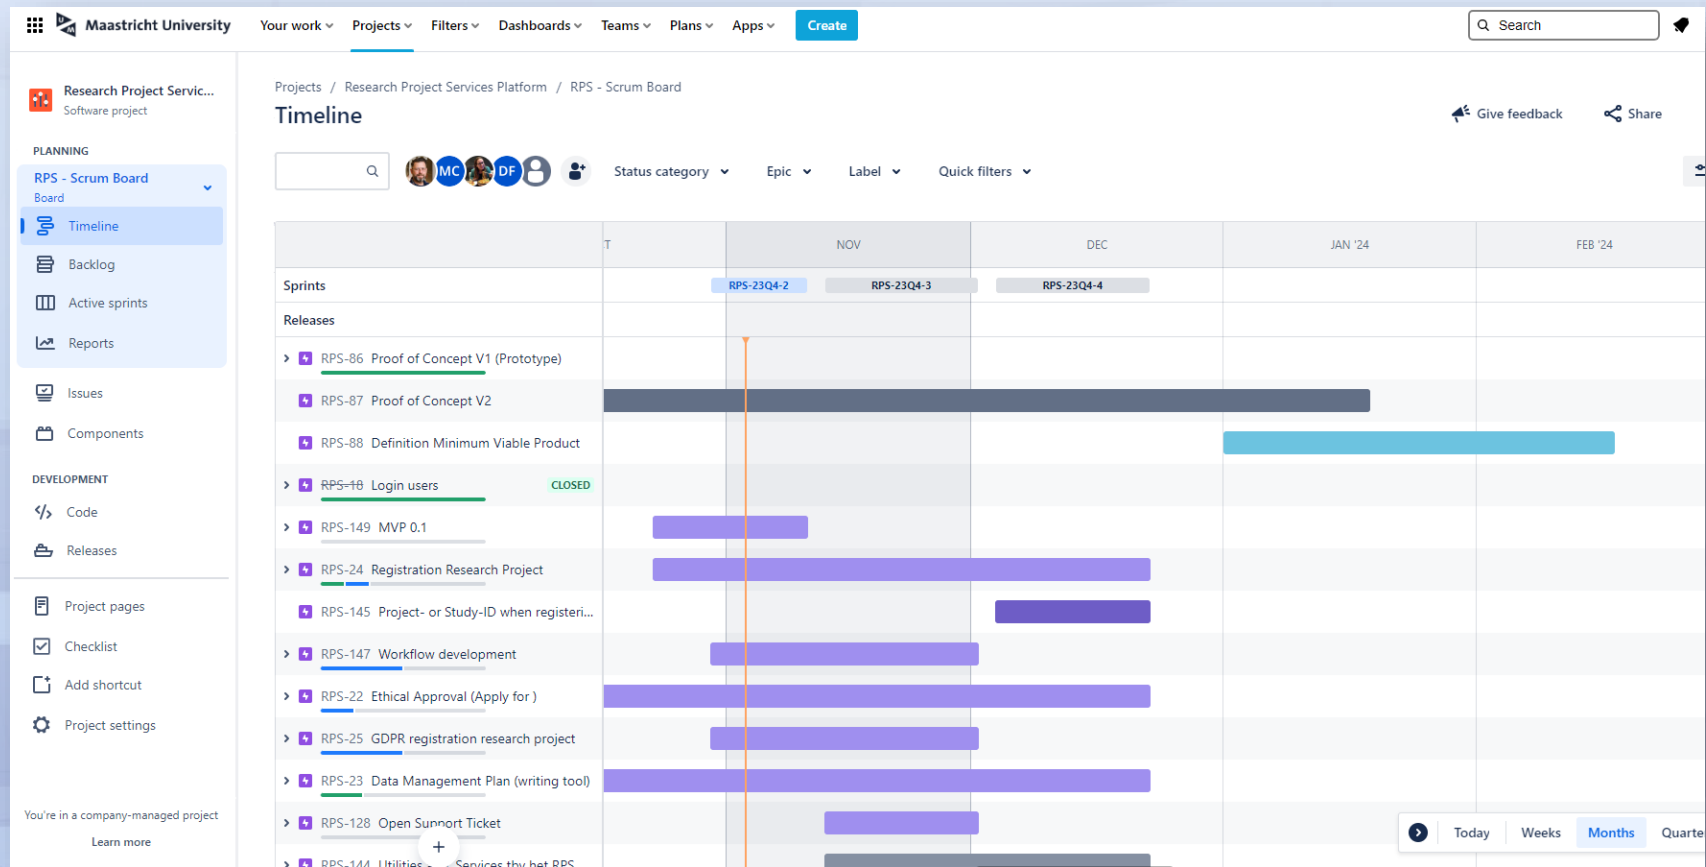 Maastricht University
Your work
Projects
Filters
Dashboards
Teams
Plans
Apps
Create
Search
Research Project Servic...
Software project
PLANNING
RPS - Scrum Board
Board
Timeline
Backlog
Active sprints
Reports
Issues
Components
DEVELOPMENT
Code
Releases
Project pages
Checklist
Add shortcut
Project settings
You're in a company-managed project
Learn more
Projects / Research Project Services Platform / RPS - Scrum Board
Timeline
Give feedback
Share
MC
DF
Status category
Epic
Label
Quick filters
T
NOV
DEC
JAN '24
FEB '24
Sprints
RPS-23Q4-2
RPS-23Q4-3
RPS-23Q4-4
Releases
RPS-86 Proof of Concept V1 (Prototype)
RPS-87 Proof of Concept V2
RPS-88 Definition Minimum Viable Product
RPS-18 Login users CLOSED
RPS-149 MVP 0.1
RPS-24 Registration Research Project
RPS-145 Project- or Study-ID when registeri...
RPS-147 Workflow development
RPS-22 Ethical Approval (Apply for )
RPS-25 GDPR registration research project
RPS-23 Data Management Plan (writing tool)
RPS-128 Open Support Ticket
RPS-144 Utilities Services tbv het RPS
Today
Weeks
Months
Quarte